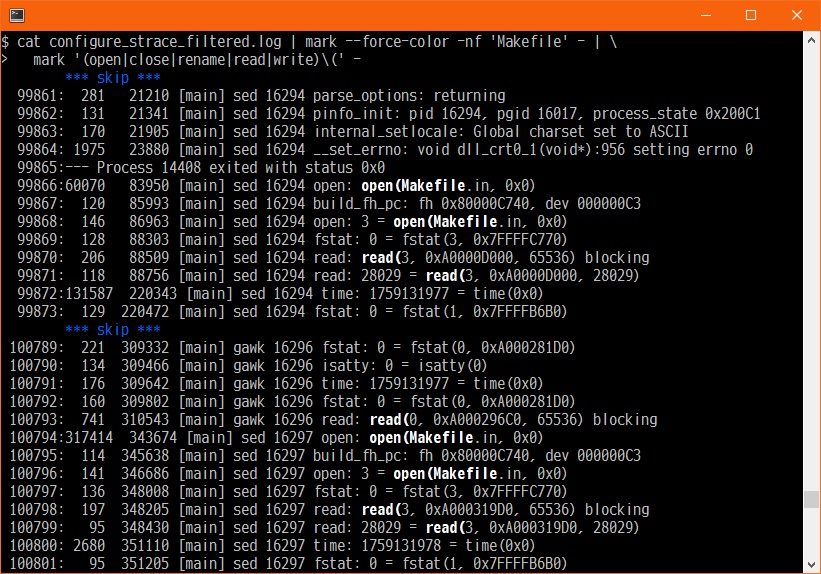 $ cat configure_strace_filtered.log | mark --force-color -nf 'Makefile' - | \
>   mark '(open|close|rename|read|write)\(' -
*** skip ***
99861:  281   21210 [main] sed 16294 parse_options: returning
99862:  131   21341 [main] sed 16294 pinfo_init: pid 16294, pgid 16017, process_state 0x200C1
99863:  170   21905 [main] sed 16294 internal_setlocale: Global charset set to ASCII
99864: 1975   23880 [main] sed 16294 __set_errno: void dll_crt0_1(void*):956 setting errno 0
99865:--- Process 14408 exited with status 0x0
99866:60070   83950 [main] sed 16294 open: open(Makefile.in, 0x0)
99867:  120   85993 [main] sed 16294 build_fh_pc: fh 0x80000C740, dev 000000C3
99868:  146   86963 [main] sed 16294 open: 3 = open(Makefile.in, 0x0)
99869:  128   88303 [main] sed 16294 fstat: 0 = fstat(3, 0x7FFFFC770)
99870:  206   88509 [main] sed 16294 read: read(3, 0xA0000D000, 65536) blocking
99871:  118   88756 [main] sed 16294 read: 28029 = read(3, 0xA0000D000, 28029)
99872:131587  220343 [main] sed 16294 time: 1759131977 = time(0x0)
99873:  129  220472 [main] sed 16294 fstat: 0 = fstat(1, 0x7FFFFB6B0)
*** skip ***
100789:  221  309332 [main] gawk 16296 fstat: 0 = fstat(0, 0xA000281D0)
100790:  134  309466 [main] gawk 16296 isatty: 0 = isatty(0)
100791:  176  309642 [main] gawk 16296 time: 1759131977 = time(0x0)
100792:  160  309802 [main] gawk 16296 fstat: 0 = fstat(0, 0xA000281D0)
100793:  741  310543 [main] gawk 16296 read: read(0, 0xA000296C0, 65536) blocking
100794:317414  343674 [main] sed 16297 open: open(Makefile.in, 0x0)
100795:  114  345638 [main] sed 16297 build_fh_pc: fh 0x80000C740, dev 000000C3
100796:  141  346686 [main] sed 16297 open: 3 = open(Makefile.in, 0x0)
100797:  136  348008 [main] sed 16297 fstat: 0 = fstat(3, 0x7FFFFC770)
100798:  197  348205 [main] sed 16297 read: read(3, 0xA000319D0, 65536) blocking
100799:   95  348430 [main] sed 16297 read: 28029 = read(3, 0xA000319D0, 28029)
100800: 2680  351110 [main] sed 16297 time: 1759131978 = time(0x0)
100801:   95  351205 [main] sed 16297 fstat: 0 = fstat(1, 0x7FFFFB6B0)